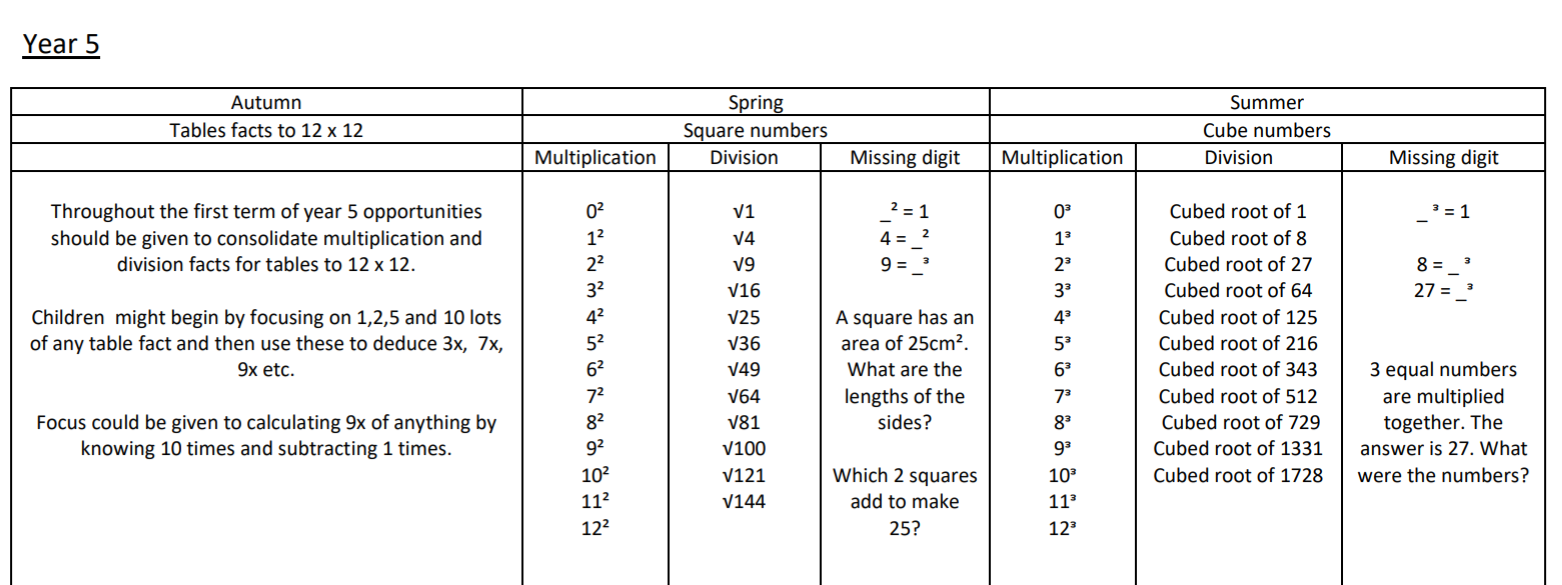 Year 5
Autumn Spring Summer
Tables facts to 12 x 12 Square numbers Cube numbers
Multiplication Division Missing digit Multiplication Division Missing digit
Throughout the first term of year 5 opportunities 0² √1 _² = 1 0³ Cubed root of 1 _³ = 1
should be given to consolidate multiplication and 1² √4 4 = _² 1³ Cubed root of 8
division facts for tables to 12 x 12. 2² √9 9 = _³ 2³ Cubed root of 27 8 = _³
3² √16 3³ Cubed root of 64 27 = _³
Children might begin by focusing on 1,2,5 and 10 lots 4² √25 A square has an 4³ Cubed root of 125
of any table fact and then use these to deduce 3x, 7x, 5² √36 area of 25cm². 5³ Cubed root of 216
9x etc. 6² √49 What are the 6³ Cubed root of 343 3 equal numbers
7² √64 lengths of the 7³ Cubed root of 512 are multiplied
Focus could be given to calculating 9x of anything by 8² √81 sides? 8³ Cubed root of 729 together. The
knowing 10 times and subtracting 1 times. 9² √100 9³ Cubed root of 1331 answer is 27. What
10² √121 Which 2 squares 10³ Cubed root of 1728 were the numbers?
11² √144 add to make 11³
12² 25? 12³